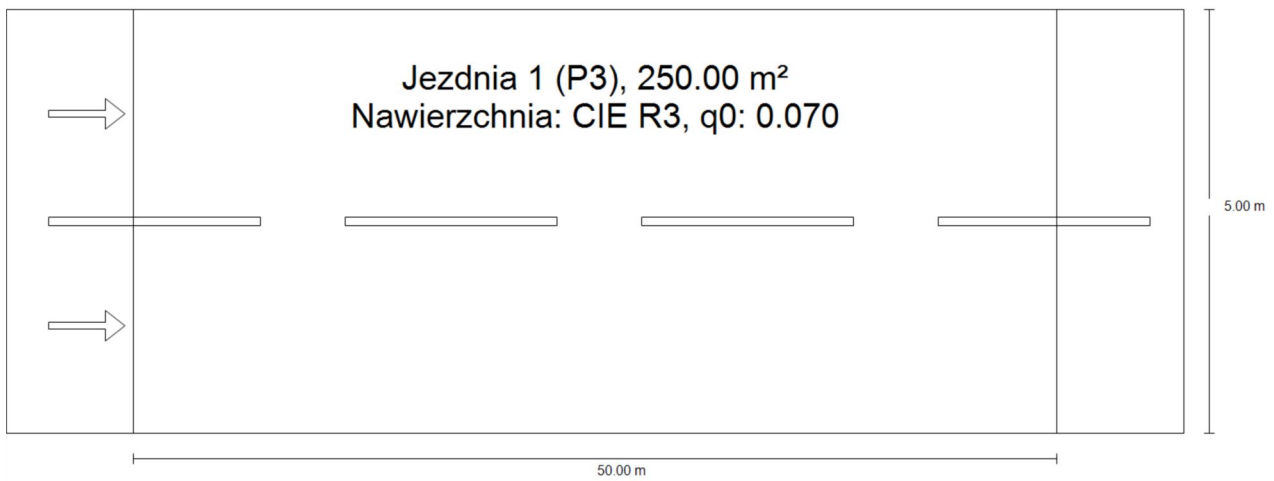 Jezdnia 1 (P3), 250.00 m²
Nawierzchnia: CIE R3, q0: 0.070
5.00 m
50.00 m